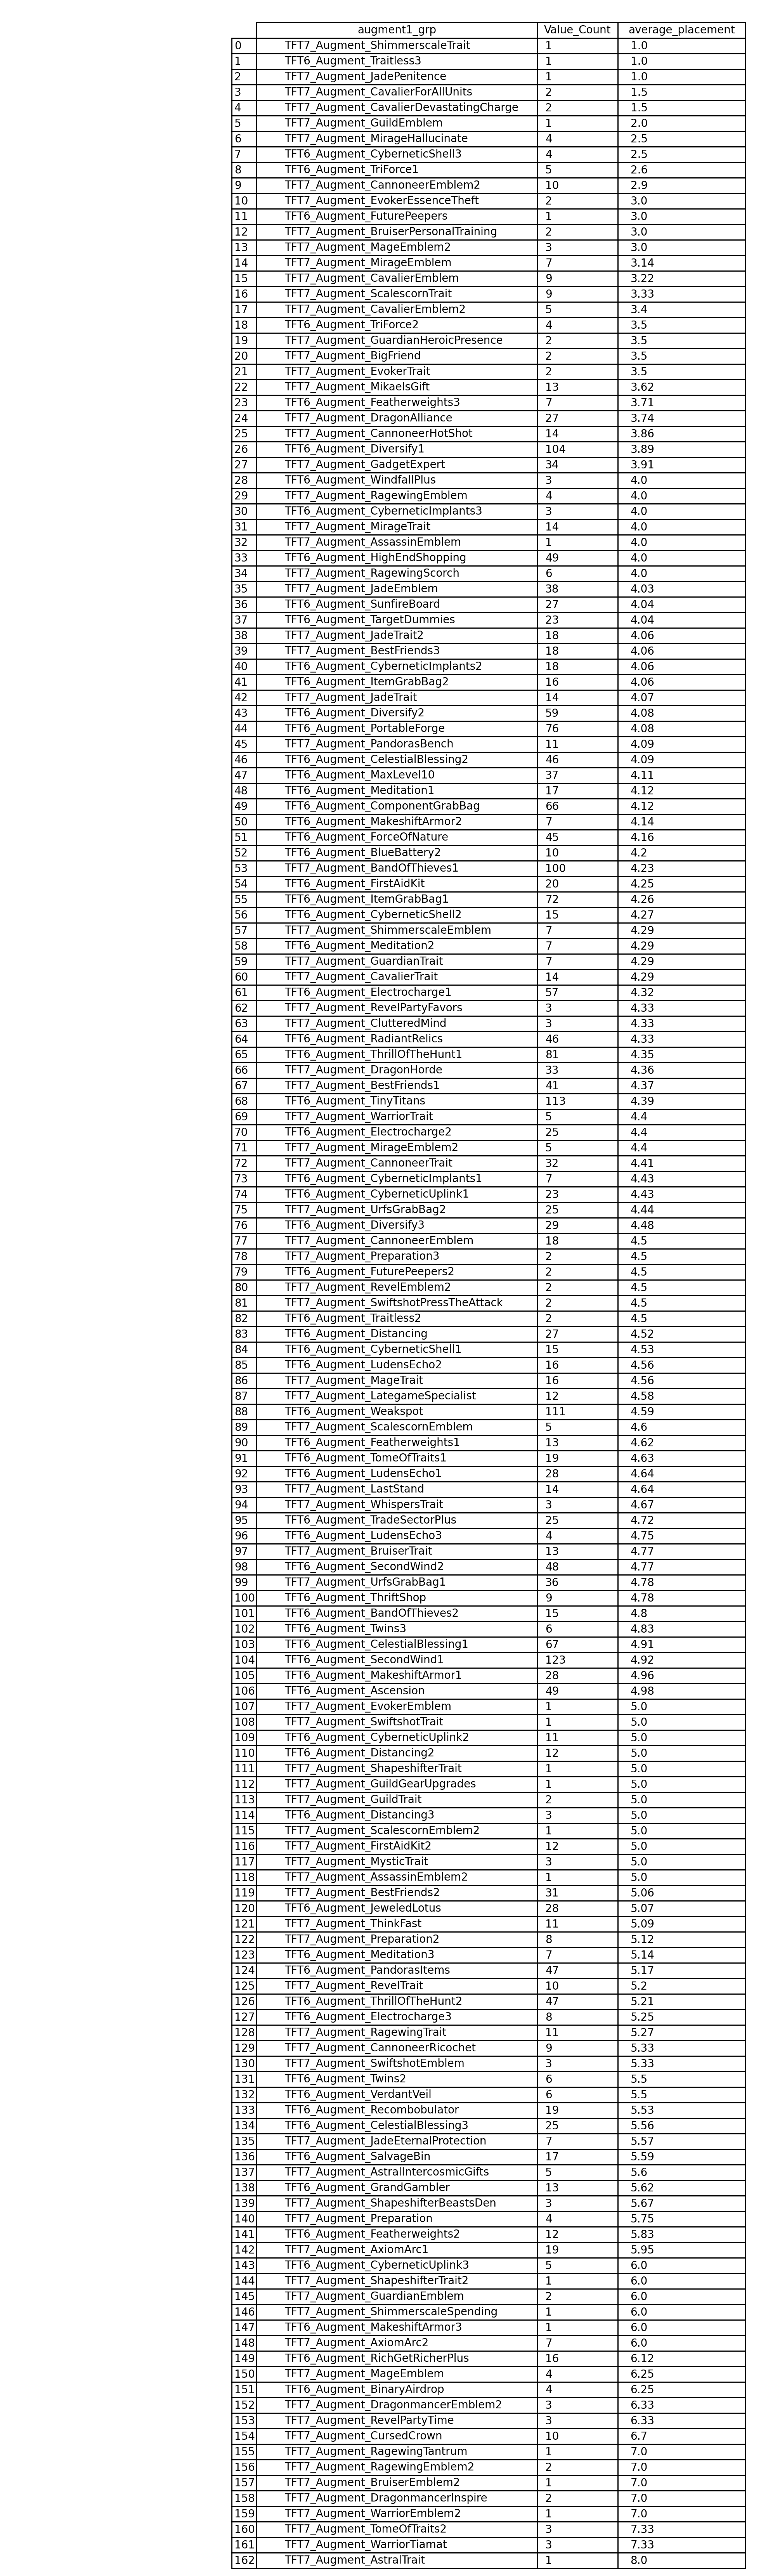 augment1_grp Value_Count average_placement
0 TFT7_Augment_ShimmerscaleTrait 1 1.0
1 TFT6_Augment_Traitless3 1 1.0
2 TFT7_Augment_JadePenitence 1 1.0
3 TFT7_Augment_CavalierForAllUnits 2 1.5
4 TFT7_Augment_CavalierDevastatingCharge 2 1.5
5 TFT7_Augment_GuildEmblem 1 2.0
6 TFT7_Augment_MirageHallucinate 4 2.5
7 TFT6_Augment_CyberneticShell3 4 2.5
8 TFT6_Augment_TriForce1 5 2.6
9 TFT7_Augment_CannoneerEmblem2 10 2.9
10 TFT7_Augment_EvokerEssenceTheft 2 3.0
11 TFT6_Augment_FuturePeepers 1 3.0
12 TFT7_Augment_BruiserPersonalTraining 2 3.0
13 TFT7_Augment_MageEmblem2 3 3.0
14 TFT7_Augment_MirageEmblem 7 3.14
15 TFT7_Augment_CavalierEmblem 9 3.22
16 TFT7_Augment_ScalescornTrait 9 3.33
17 TFT7_Augment_CavalierEmblem2 5 3.4
18 TFT6_Augment_TriForce2 4 3.5
19 TFT7_Augment_GuardianHeroicPresence 2 3.5
20 TFT7_Augment_BigFriend 2 3.5
21 TFT7_Augment_EvokerTrait 2 3.5
22 TFT7_Augment_MikaelsGift 13 3.62
23 TFT6_Augment_Featherweights3 7 3.71
24 TFT7_Augment_DragonAlliance 27 3.74
25 TFT7_Augment_CannoneerHotShot 14 3.86
26 TFT6_Augment_Diversify1 104 3.89
27 TFT7_Augment_GadgetExpert 34 3.91
28 TFT6_Augment_WindfallPlus 3 4.0
29 TFT7_Augment_RagewingEmblem 4 4.0
30 TFT6_Augment_CyberneticImplants3 3 4.0
31 TFT7_Augment_MirageTrait 14 4.0
32 TFT7_Augment_AssassinEmblem 1 4.0
33 TFT6_Augment_HighEndShopping 49 4.0
34 TFT7_Augment_RagewingScorch 6 4.0
35 TFT7_Augment_JadeEmblem 38 4.03
36 TFT6_Augment_SunfireBoard 27 4.04
37 TFT6_Augment_TargetDummies 23 4.04
38 TFT7_Augment_JadeTrait2 18 4.06
39 TFT7_Augment_BestFriends3 18 4.06
40 TFT6_Augment_CyberneticImplants2 18 4.06
41 TFT6_Augment_ItemGrabBag2 16 4.06
42 TFT7_Augment_JadeTrait 14 4.07
43 TFT6_Augment_Diversify2 59 4.08
44 TFT6_Augment_PortableForge 76 4.08
45 TFT7_Augment_PandorasBench 11 4.09
46 TFT6_Augment_CelestialBlessing2 46 4.09
47 TFT6_Augment_MaxLevel10 37 4.11
48 TFT6_Augment_Meditation1 17 4.12
49 TFT6_Augment_ComponentGrabBag 66 4.12
50 TFT6_Augment_MakeshiftArmor2 7 4.14
51 TFT6_Augment_ForceOfNature 45 4.16
52 TFT6_Augment_BlueBattery2 10 4.2
53 TFT7_Augment_BandOfThieves1 100 4.23
54 TFT6_Augment_FirstAidKit 20 4.25
55 TFT6_Augment_ItemGrabBag1 72 4.26
56 TFT6_Augment_CyberneticShell2 15 4.27
57 TFT7_Augment_ShimmerscaleEmblem 7 4.29
58 TFT6_Augment_Meditation2 7 4.29
59 TFT7_Augment_GuardianTrait 7 4.29
60 TFT7_Augment_CavalierTrait 14 4.29
61 TFT6_Augment_Electrocharge1 57 4.32
62 TFT7_Augment_RevelPartyFavors 3 4.33
63 TFT7_Augment_ClutteredMind 3 4.33
64 TFT6_Augment_RadiantRelics 46 4.33
65 TFT6_Augment_ThrillOfTheHunt1 81 4.35
66 TFT7_Augment_DragonHorde 33 4.36
67 TFT7_Augment_BestFriends1 41 4.37
68 TFT6_Augment_TinyTitans 113 4.39
69 TFT7_Augment_WarriorTrait 5 4.4
70 TFT6_Augment_Electrocharge2 25 4.4
71 TFT7_Augment_MirageEmblem2 5 4.4
72 TFT7_Augment_CannoneerTrait 32 4.41
73 TFT6_Augment_CyberneticImplants1 7 4.43
74 TFT6_Augment_CyberneticUplink1 23 4.43
75 TFT7_Augment_UrfsGrabBag2 25 4.44
76 TFT6_Augment_Diversify3 29 4.48
77 TFT7_Augment_CannoneerEmblem 18 4.5
78 TFT7_Augment_Preparation3 2 4.5
79 TFT6_Augment_FuturePeepers2 2 4.5
80 TFT7_Augment_RevelEmblem2 2 4.5
81 TFT7_Augment_SwiftshotPressTheAttack 2 4.5
82 TFT6_Augment_Traitless2 2 4.5
83 TFT6_Augment_Distancing 27 4.52
84 TFT6_Augment_CyberneticShell1 15 4.53
85 TFT6_Augment_LudensEcho2 16 4.56
86 TFT7_Augment_MageTrait 16 4.56
87 TFT7_Augment_LategameSpecialist 12 4.58
88 TFT6_Augment_Weakspot 111 4.59
89 TFT7_Augment_ScalescornEmblem 5 4.6
90 TFT6_Augment_Featherweights1 13 4.62
91 TFT6_Augment_TomeOfTraits1 19 4.63
92 TFT6_Augment_LudensEcho1 28 4.64
93 TFT7_Augment_LastStand 14 4.64
94 TFT7_Augment_WhispersTrait 3 4.67
95 TFT6_Augment_TradeSectorPlus 25 4.72
96 TFT6_Augment_LudensEcho3 4 4.75
97 TFT7_Augment_BruiserTrait 13 4.77
98 TFT6_Augment_SecondWind2 48 4.77
99 TFT7_Augment_UrfsGrabBag1 36 4.78
100 TFT6_Augment_ThriftShop 9 4.78
101 TFT6_Augment_BandOfThieves2 15 4.8
102 TFT6_Augment_Twins3 6 4.83
103 TFT6_Augment_CelestialBlessing1 67 4.91
104 TFT6_Augment_SecondWind1 123 4.92
105 TFT6_Augment_MakeshiftArmor1 28 4.96
106 TFT6_Augment_Ascension 49 4.98
107 TFT7_Augment_EvokerEmblem 1 5.0
108 TFT7_Augment_SwiftshotTrait 1 5.0
109 TFT6_Augment_CyberneticUplink2 11 5.0
110 TFT6_Augment_Distancing2 12 5.0
111 TFT7_Augment_ShapeshifterTrait 1 5.0
112 TFT7_Augment_GuildGearUpgrades 1 5.0
113 TFT7_Augment_GuildTrait 2 5.0
114 TFT6_Augment_Distancing3 3 5.0
115 TFT7_Augment_ScalescornEmblem2 1 5.0
116 TFT7_Augment_FirstAidKit2 12 5.0
117 TFT7_Augment_MysticTrait 3 5.0
118 TFT7_Augment_AssassinEmblem2 1 5.0
119 TFT7_Augment_BestFriends2 31 5.06
120 TFT6_Augment_JeweledLotus 28 5.07
121 TFT7_Augment_ThinkFast 11 5.09
122 TFT7_Augment_Preparation2 8 5.12
123 TFT6_Augment_Meditation3 7 5.14
124 TFT6_Augment_PandorasItems 47 5.17
125 TFT7_Augment_RevelTrait 10 5.2
126 TFT6_Augment_ThrillOfTheHunt2 47 5.21
127 TFT6_Augment_Electrocharge3 8 5.25
128 TFT7_Augment_RagewingTrait 11 5.27
129 TFT7_Augment_CannoneerRicochet 9 5.33
130 TFT7_Augment_SwiftshotEmblem 3 5.33
131 TFT6_Augment_Twins2 6 5.5
132 TFT6_Augment_VerdantVeil 6 5.5
133 TFT6_Augment_Recombobulator 19 5.53
134 TFT6_Augment_CelestialBlessing3 25 5.56
135 TFT7_Augment_JadeEternalProtection 7 5.57
136 TFT6_Augment_SalvageBin 17 5.59
137 TFT7_Augment_AstralIntercosmicGifts 5 5.6
138 TFT6_Augment_GrandGambler 13 5.62
139 TFT7_Augment_ShapeshifterBeastsDen 3 5.67
140 TFT7_Augment_Preparation 4 5.75
141 TFT6_Augment_Featherweights2 12 5.83
142 TFT7_Augment_AxiomArc1 19 5.95
143 TFT6_Augment_CyberneticUplink3 5 6.0
144 TFT7_Augment_ShapeshifterTrait2 1 6.0
145 TFT7_Augment_GuardianEmblem 2 6.0
146 TFT7_Augment_ShimmerscaleSpending 1 6.0
147 TFT6_Augment_MakeshiftArmor3 1 6.0
148 TFT7_Augment_AxiomArc2 7 6.0
149 TFT6_Augment_RichGetRicherPlus 16 6.12
150 TFT7_Augment_MageEmblem 4 6.25
151 TFT6_Augment_BinaryAirdrop 4 6.25
152 TFT7_Augment_DragonmancerEmblem2 3 6.33
153 TFT7_Augment_RevelPartyTime 3 6.33
154 TFT7_Augment_CursedCrown 10 6.7
155 TFT7_Augment_RagewingTantrum 1 7.0
156 TFT7_Augment_RagewingEmblem2 2 7.0
157 TFT7_Augment_BruiserEmblem2 1 7.0
158 TFT7_Augment_DragonmancerInspire 2 7.0
159 TFT7_Augment_WarriorEmblem2 1 7.0
160 TFT7_Augment_TomeOfTraits2 3 7.33
161 TFT7_Augment_WarriorTiamat 3 7.33
162 TFT7_Augment_AstralTrait 1 8.0